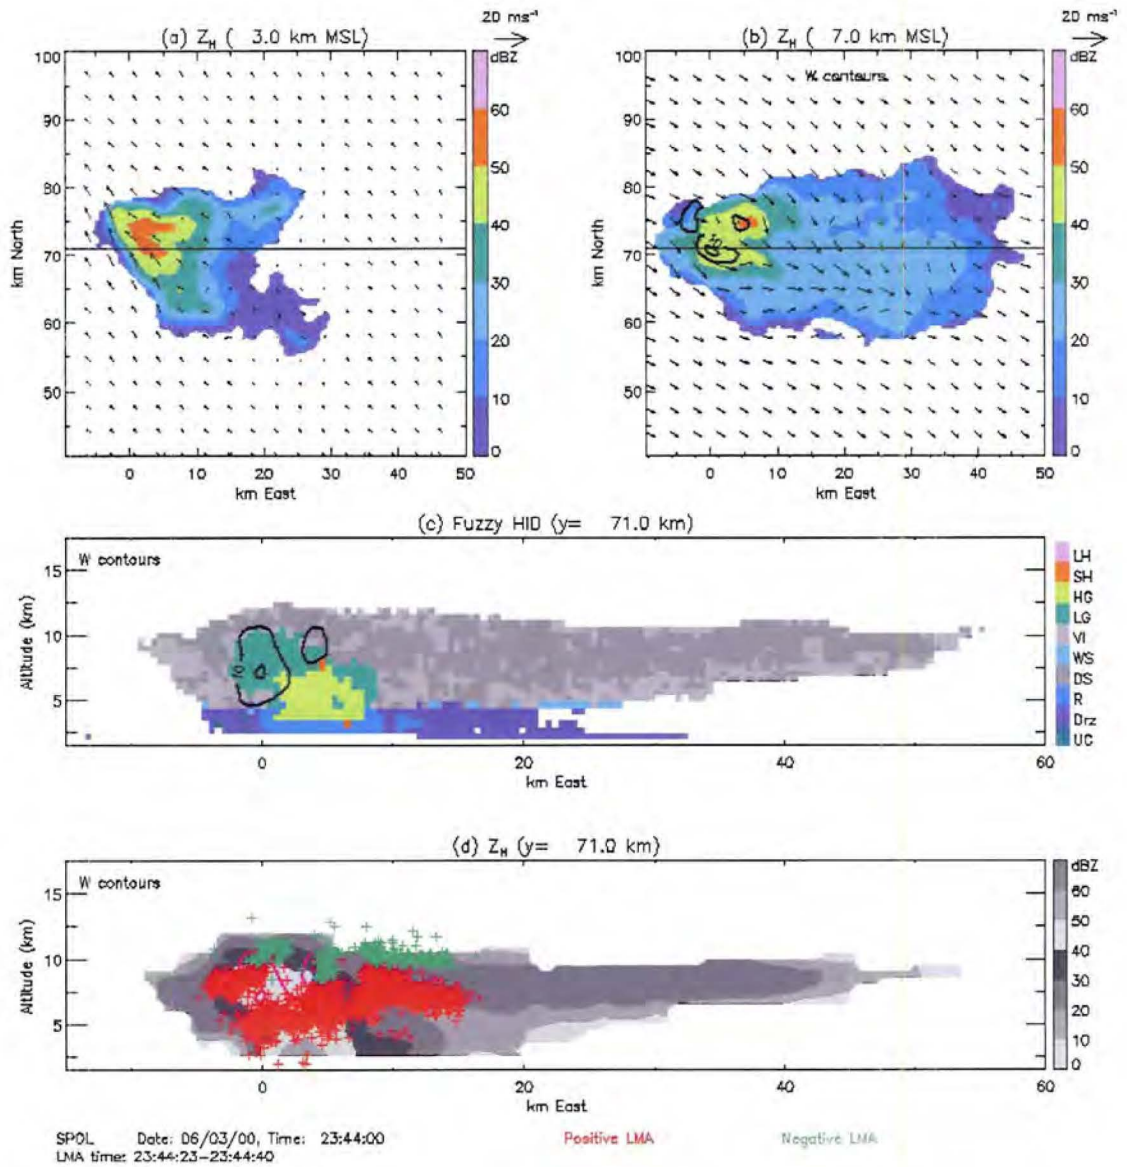 20 ms⁻¹
20 ms⁻¹
(a) Z_H ( 3.0 km MSL)
(b) Z_H ( 7.0 km MSL)
100
90
80
70
60
50
km North
0 10 20 30 40 50
km East
dBZ
60
50
40
30
20
10
0
W contours
100
90
80
70
60
50
km North
0 10 20 30 40 50
km East
dBZ
60
50
40
30
20
10
0
(c) Fuzzy HID (y= 71.0 km)
W contours
15
10
5
Altitude (km)
10
0 20 40 60
km East
LH
SH
HG
LG
VI
WS
DS
R
Drz
UC
(d) Z_H (y= 71.0 km)
W contours
15
10
5
Altitude (km)
0 20 40 60
km East
dBZ
60
50
40
30
20
10
0
SPOL Date: 06/03/00, Time: 23:44:00 Positive LMA Negative LMA
LMA time: 23:44:23-23:44:40